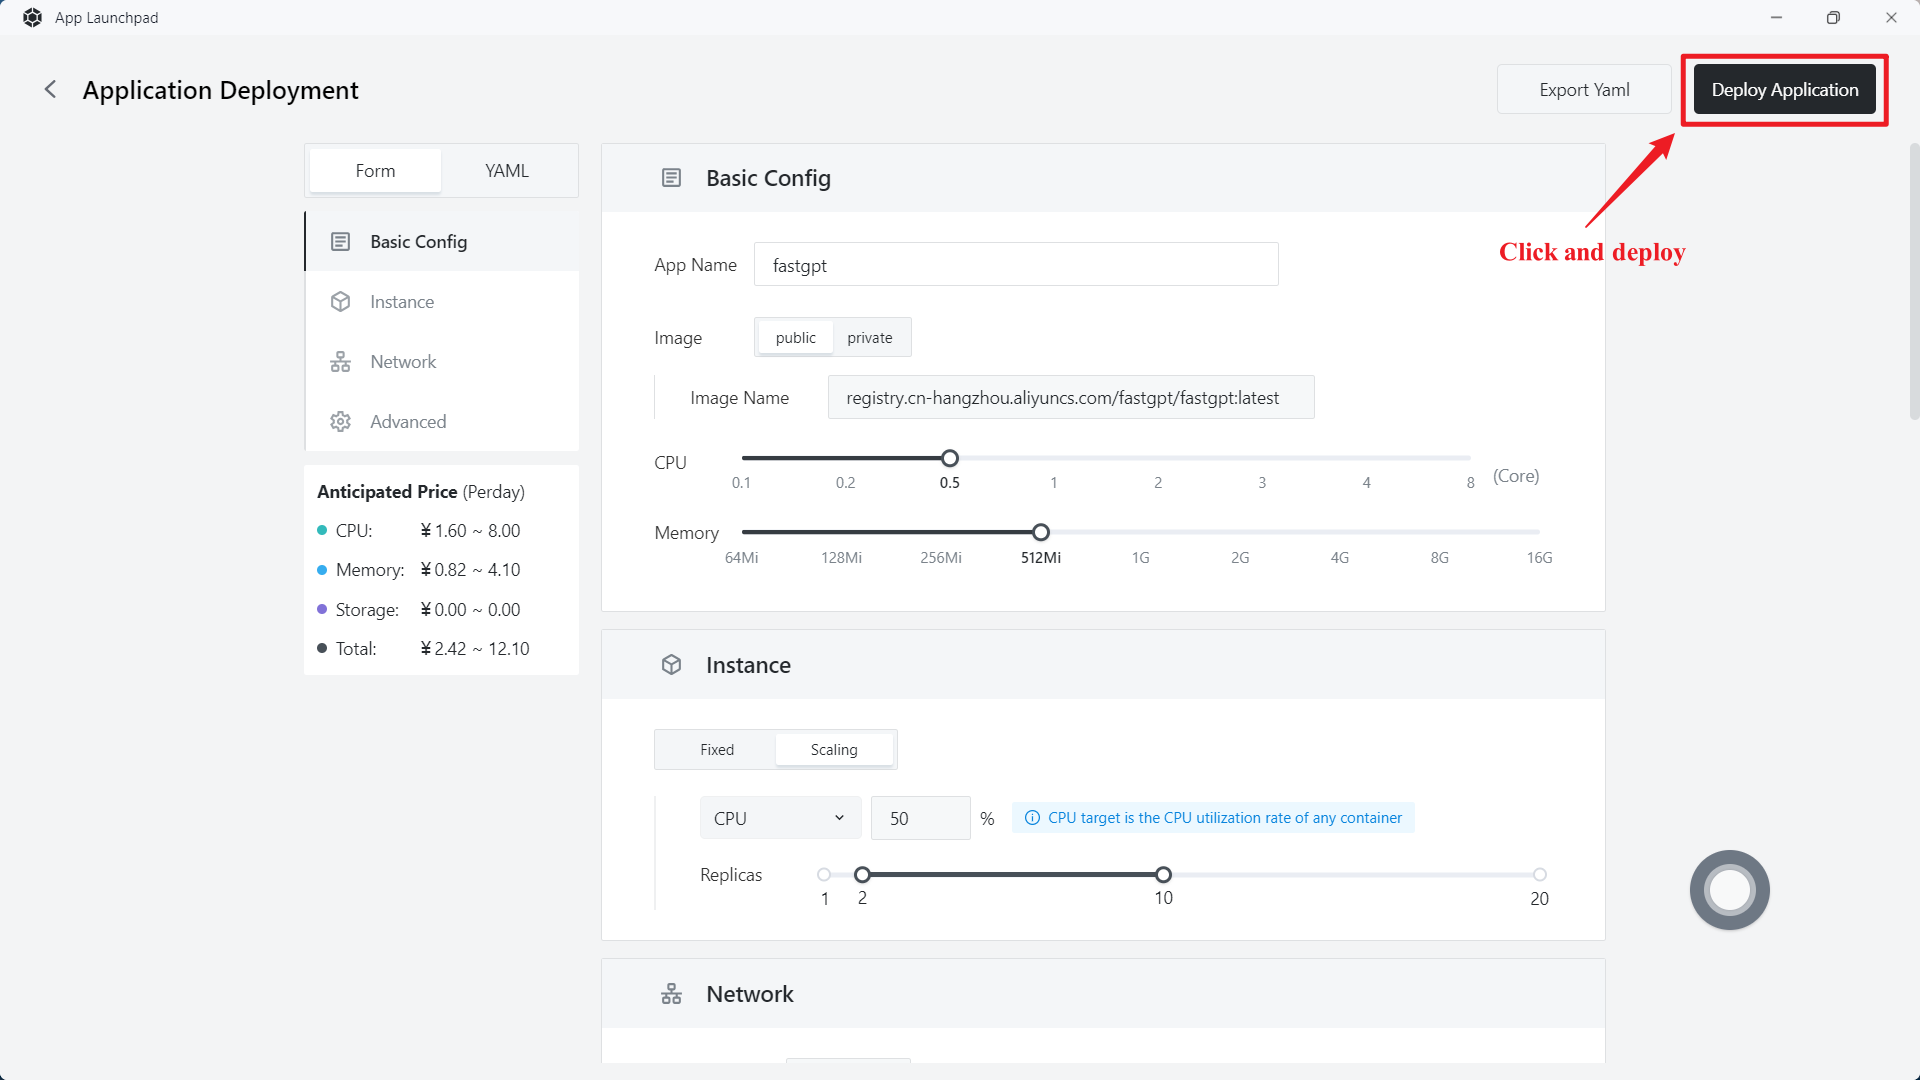 App Launchpad
Application Deployment
Export Yaml
Deploy Application
Click and deploy
Form
YAML
Basic Config
Instance
Network
Advanced
Anticipated Price (Perday)
CPU: ¥ 1.60 ~ 8.00
Memory: ¥ 0.82 ~ 4.10
Storage: ¥ 0.00 ~ 0.00
Total: ¥ 2.42 ~ 12.10
Basic Config
App Name fastgpt
Image public private
Image Name registry.cn-hangzhou.aliyuncs.com/fastgpt/fastgpt:latest
CPU
0.1 0.2 0.5 1 2 3 4 8 (Core)
Memory
64Mi 128Mi 256Mi 512Mi 1G 2G 4G 8G 16G
Instance
Fixed Scaling
CPU 50 % CPU target is the CPU utilization rate of any container
Replicas
1 2 10 20
Network